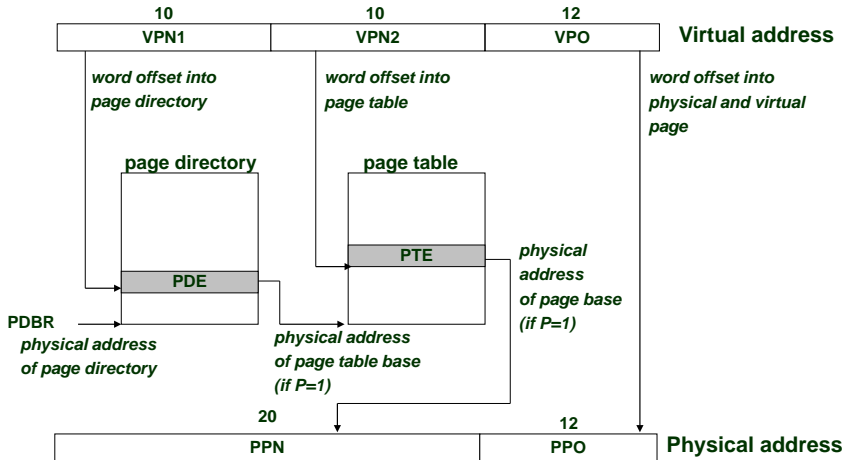 10 10 12
VPN1 VPN2 VPO Virtual address
word offset into
page directory
word offset into
page table
word offset into
physical and virtual
page
page directory
page table
PDE
PTE
physical
address
of page base
(if P=1)
PDBR
physical address
of page directory
physical address
of page table base
(if P=1)
20 12
PPN PPO Physical address